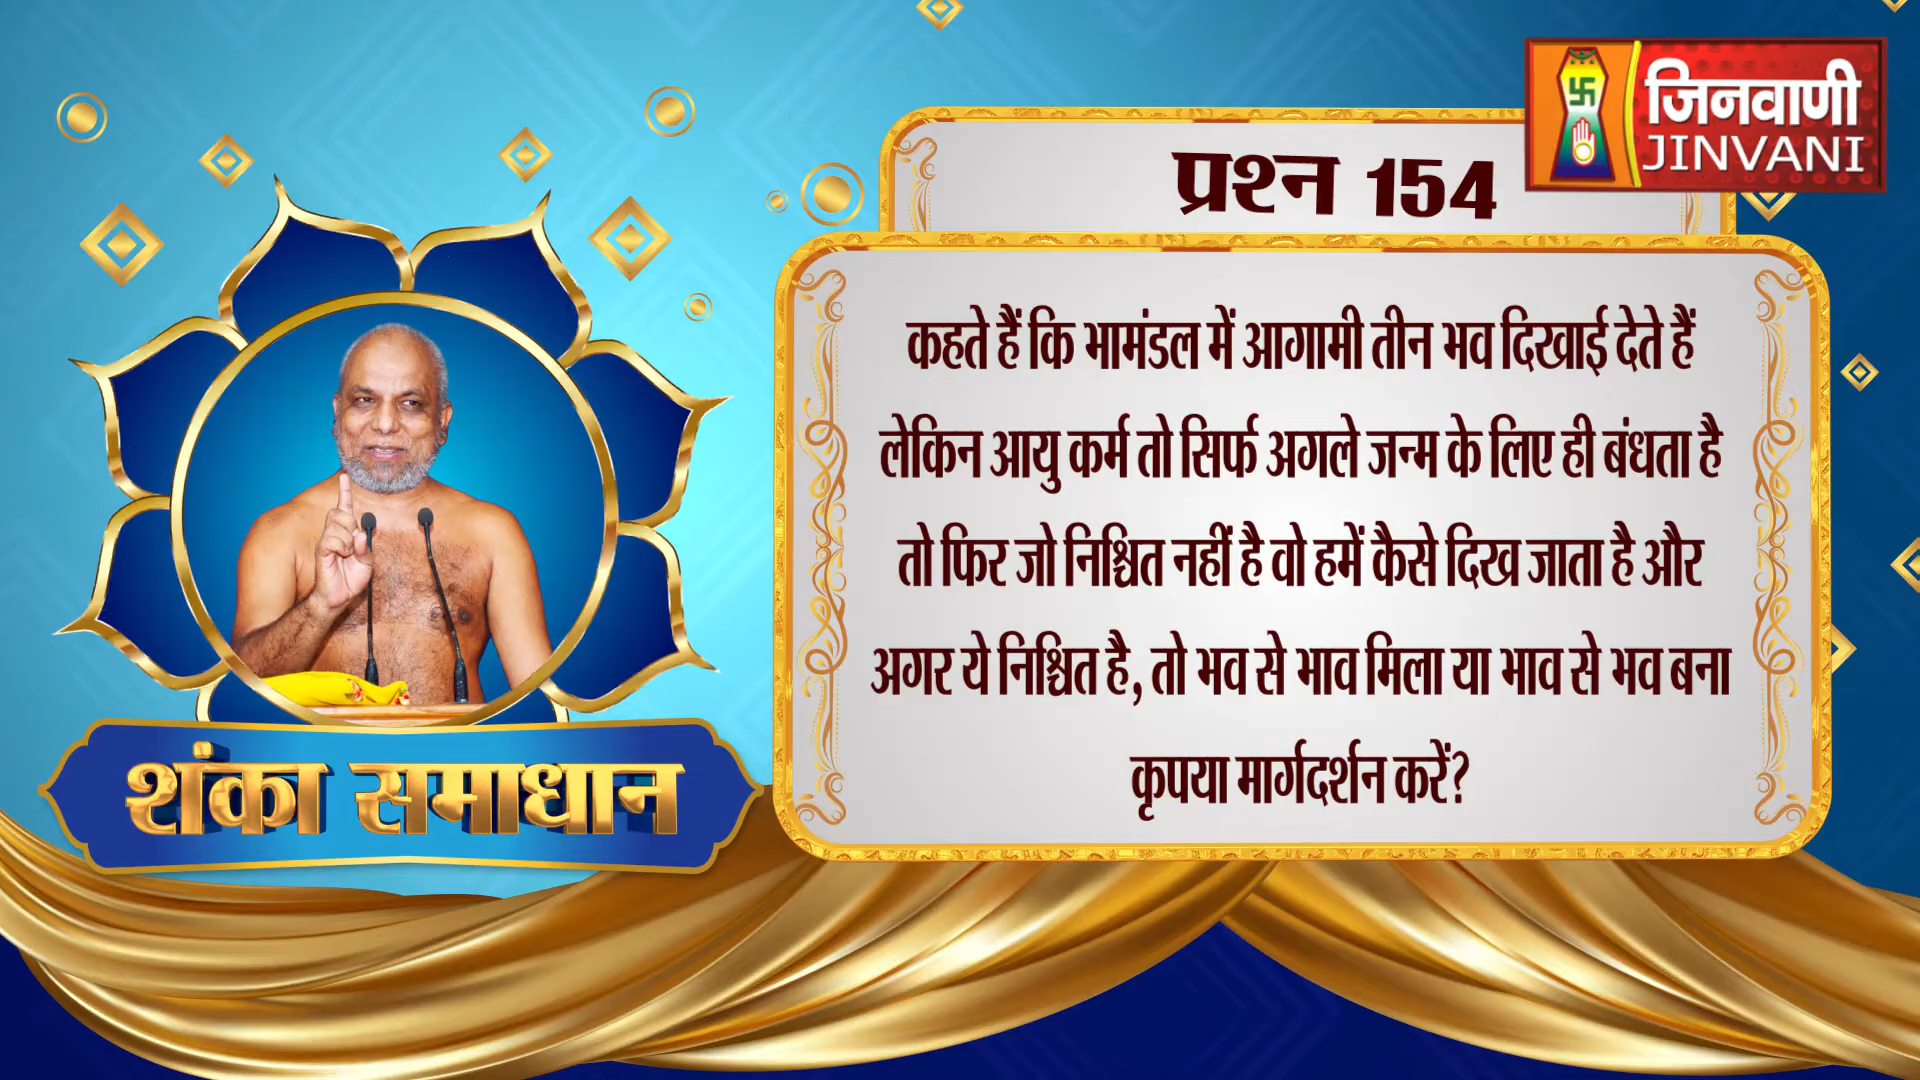 जिनवाणी
JINVANI
प्रश्न 154
कहते हैं कि भामंडल में आगामी तीन भव दिखाई देते हैं
लेकिन आयु कर्म तो सिर्फ अगले जन्म के लिए ही बंधता है
तो फिर जो निश्चित नहीं है वो हमें कैसे दिख जाता है और
अगर ये निश्चित है, तो भव से भाव मिला या भाव से भव बना
कृपया मार्गदर्शन करें?
शंका समाधान